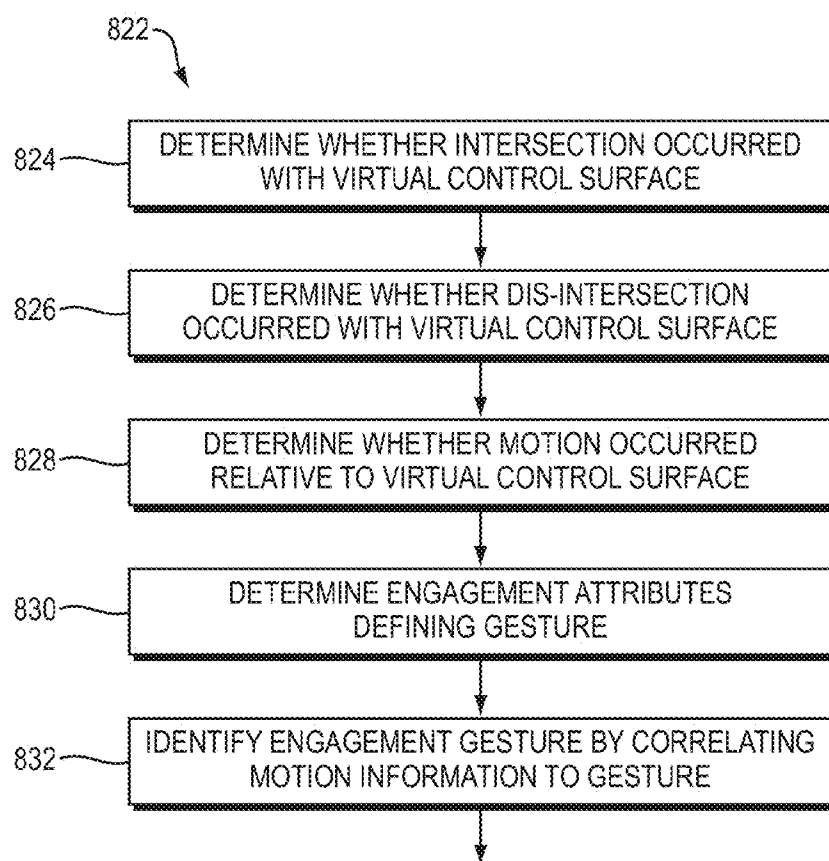 822
824
DETERMINE WHETHER INTERSECTION OCCURRED
WITH VIRTUAL CONTROL SURFACE
826
DETERMINE WHETHER DIS-INTERSECTION
OCCURRED WITH VIRTUAL CONTROL SURFACE
828
DETERMINE WHETHER MOTION OCCURRED
RELATIVE TO VIRTUAL CONTROL SURFACE
830
DETERMINE ENGAGEMENT ATTRIBUTES
DEFINING GESTURE
832
IDENTIFY ENGAGEMENT GESTURE BY CORRELATING
MOTION INFORMATION TO GESTURE